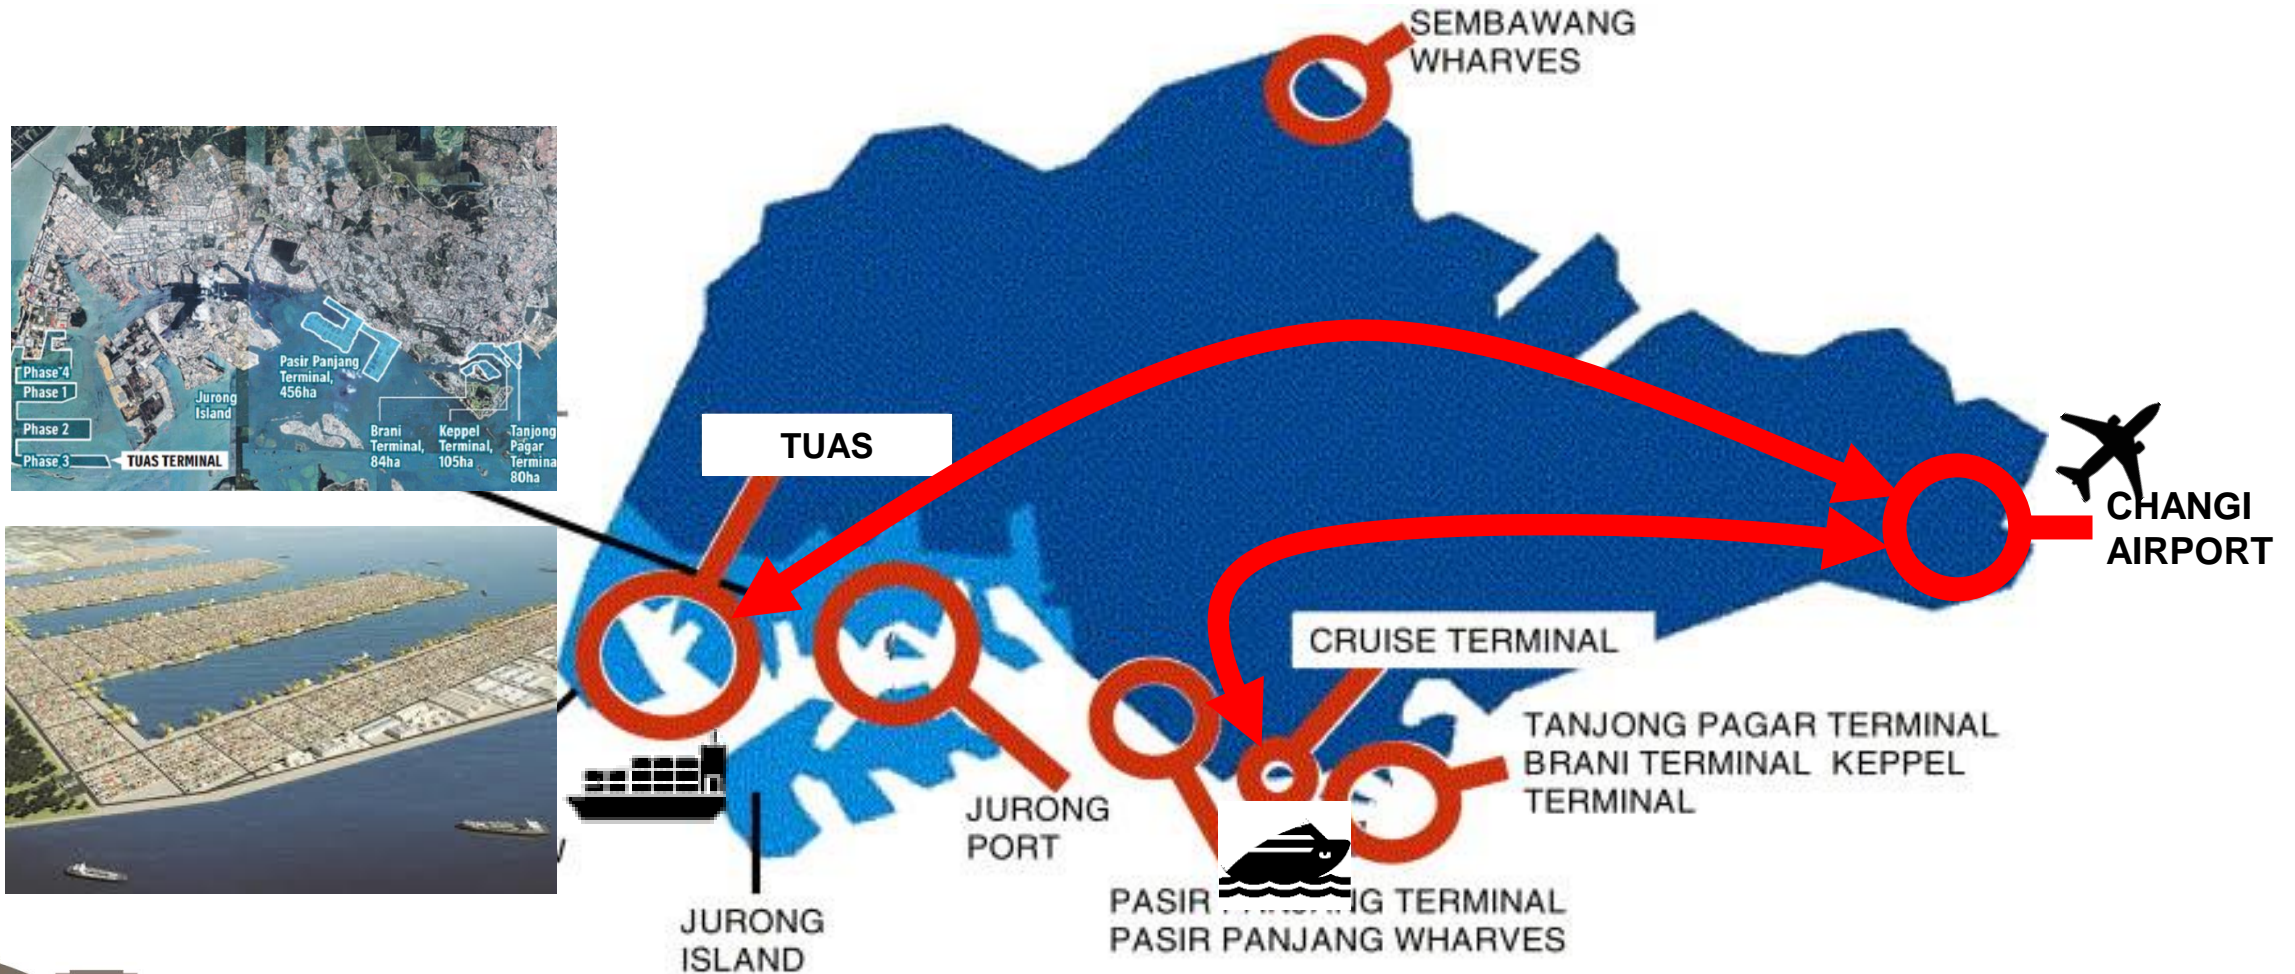 SEMBAWANG
WHARVES
Phase 4
Phase 1
Phase 2
Phase 3
TUAS TERMINAL
Jurong
Island
Pasir Panjang
Terminal,
456ha
Brani
Terminal,
84ha
Keppel
Terminal,
105ha
Tanjong
Pagar
Termina
80ha
TUAS
CHANGI
AIRPORT
CRUISE TERMINAL
TANJONG PAGAR TERMINAL
BRANI TERMINAL KEPPEL
TERMINAL
JURONG
PORT
JURONG
ISLAND
PASIR TERMINAL
PASIR PANJANG WHARVES